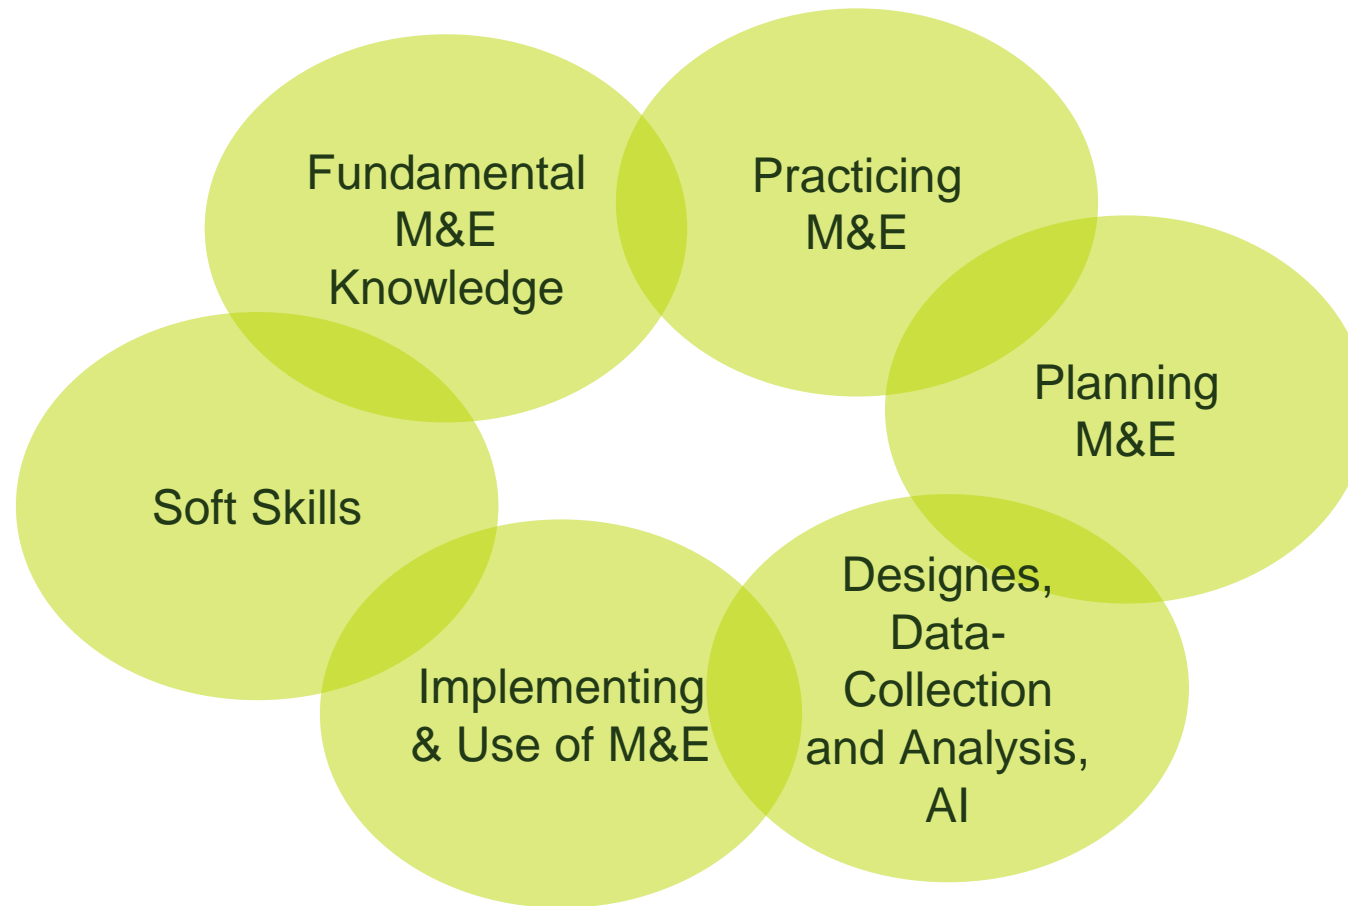 Fundamental
M&E
Knowledge
Practicing
M&E
Planning
M&E
Soft Skills
Designes,
Data-
Collection
and Analysis,
AI
Implementing
& Use of M&E